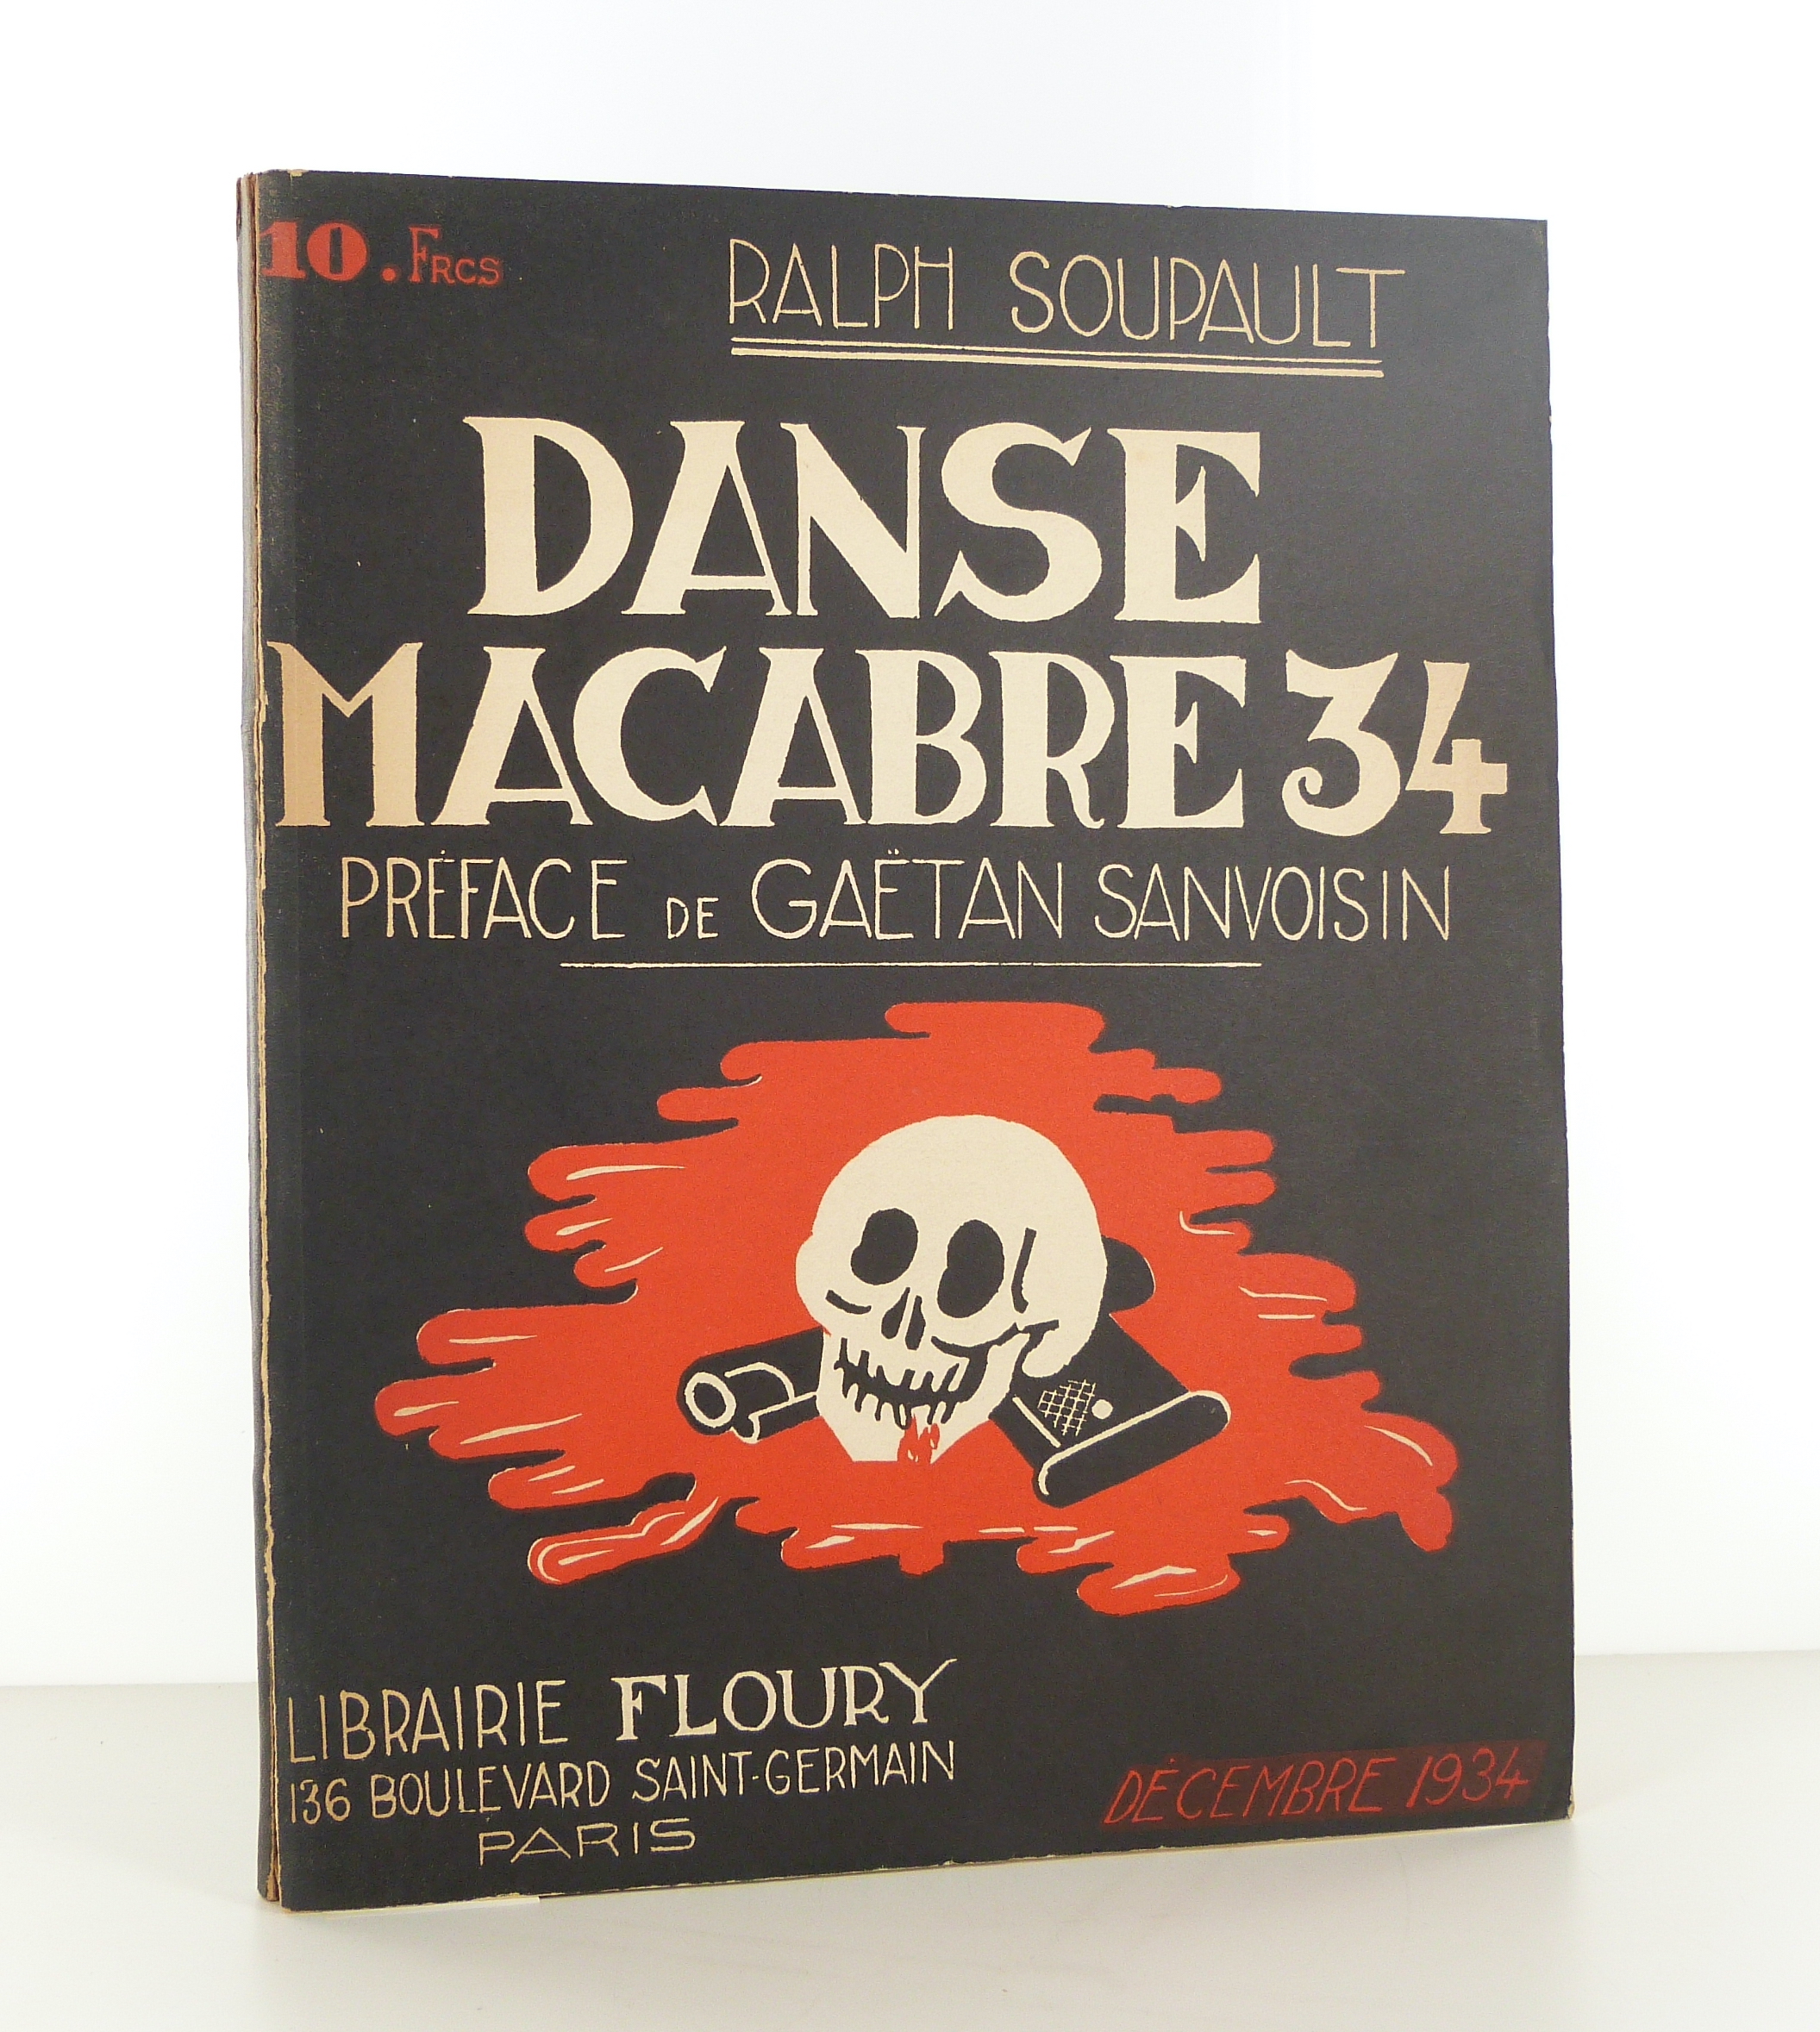 10. FRCS
RALPH SOUPAULT
DANSE
MACABRE 34
PRÉFACE DE GAËTAN SANVOISIN
LIBRAIRIE FLOURY
136 BOULEVARD SAINT-GERMAIN
PARIS
DÉCEMBRE 1934